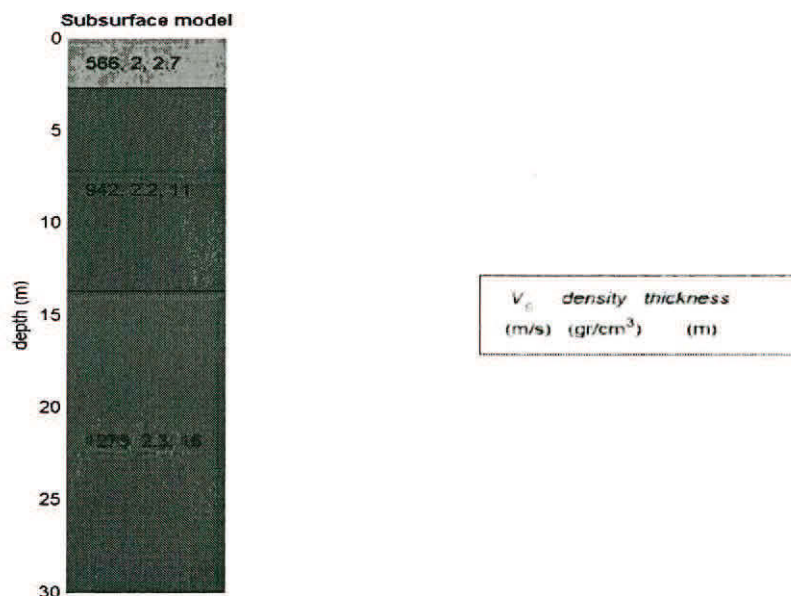 Subsurface model
0
566, 2, 2.7
5
942, 2.2, 11
10
15
20
1273, 2.3, 16
25
30
depth (m)
density thickness
(m/s) (gr/cm³) (m)